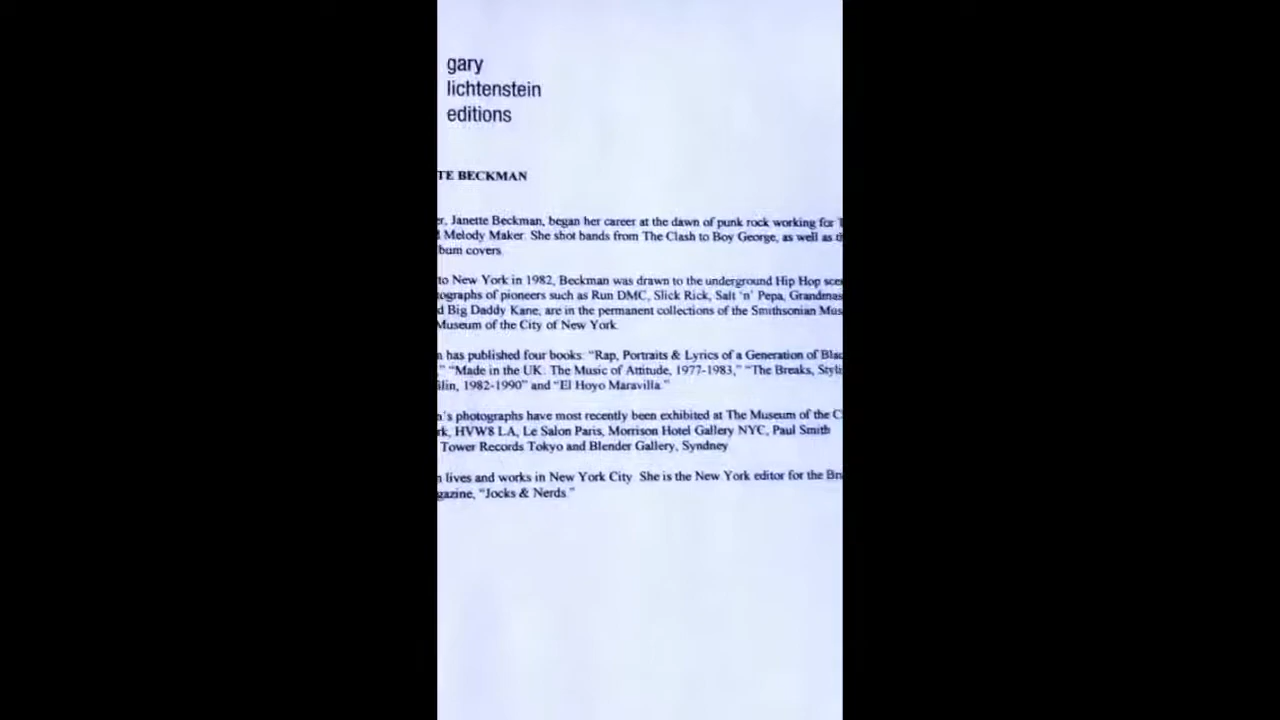 gary
lichtenstein
editions
TE BECKMAN
er, Janette Beckman, began her career at the dawn of punk rock working for
Melody Maker. She shot bands from The Clash to Boy George, as well as
bum covers.
to New York in 1982, Beckman was drawn to the underground Hip Hop
ographs of pioneers such as Run DMC, Slick Rick, Salt 'n' Pepa, Grandmas
d Big Daddy Kane, are in the permanent collections of the Smithsonian Mus
Museum of the City of New York.
n has published four books: "Rap, Portraits & Lyrics of a Generation of Blac
" "Made in the UK: The Music of Attitude, 1977-1983," "The Breaks, Styli
ilin, 1982-1990" and "El Hoyo Maravilla."
n's photographs have most recently been exhibited at The Museum of the C
rk, HVW8 LA, Le Salon Paris, Morrison Hotel Gallery NYC, Paul Smith
Tower Records Tokyo and Blender Gallery, Syndney
n lives and works in New York City. She is the New York editor for the
gazine, "Jocks & Nerds."